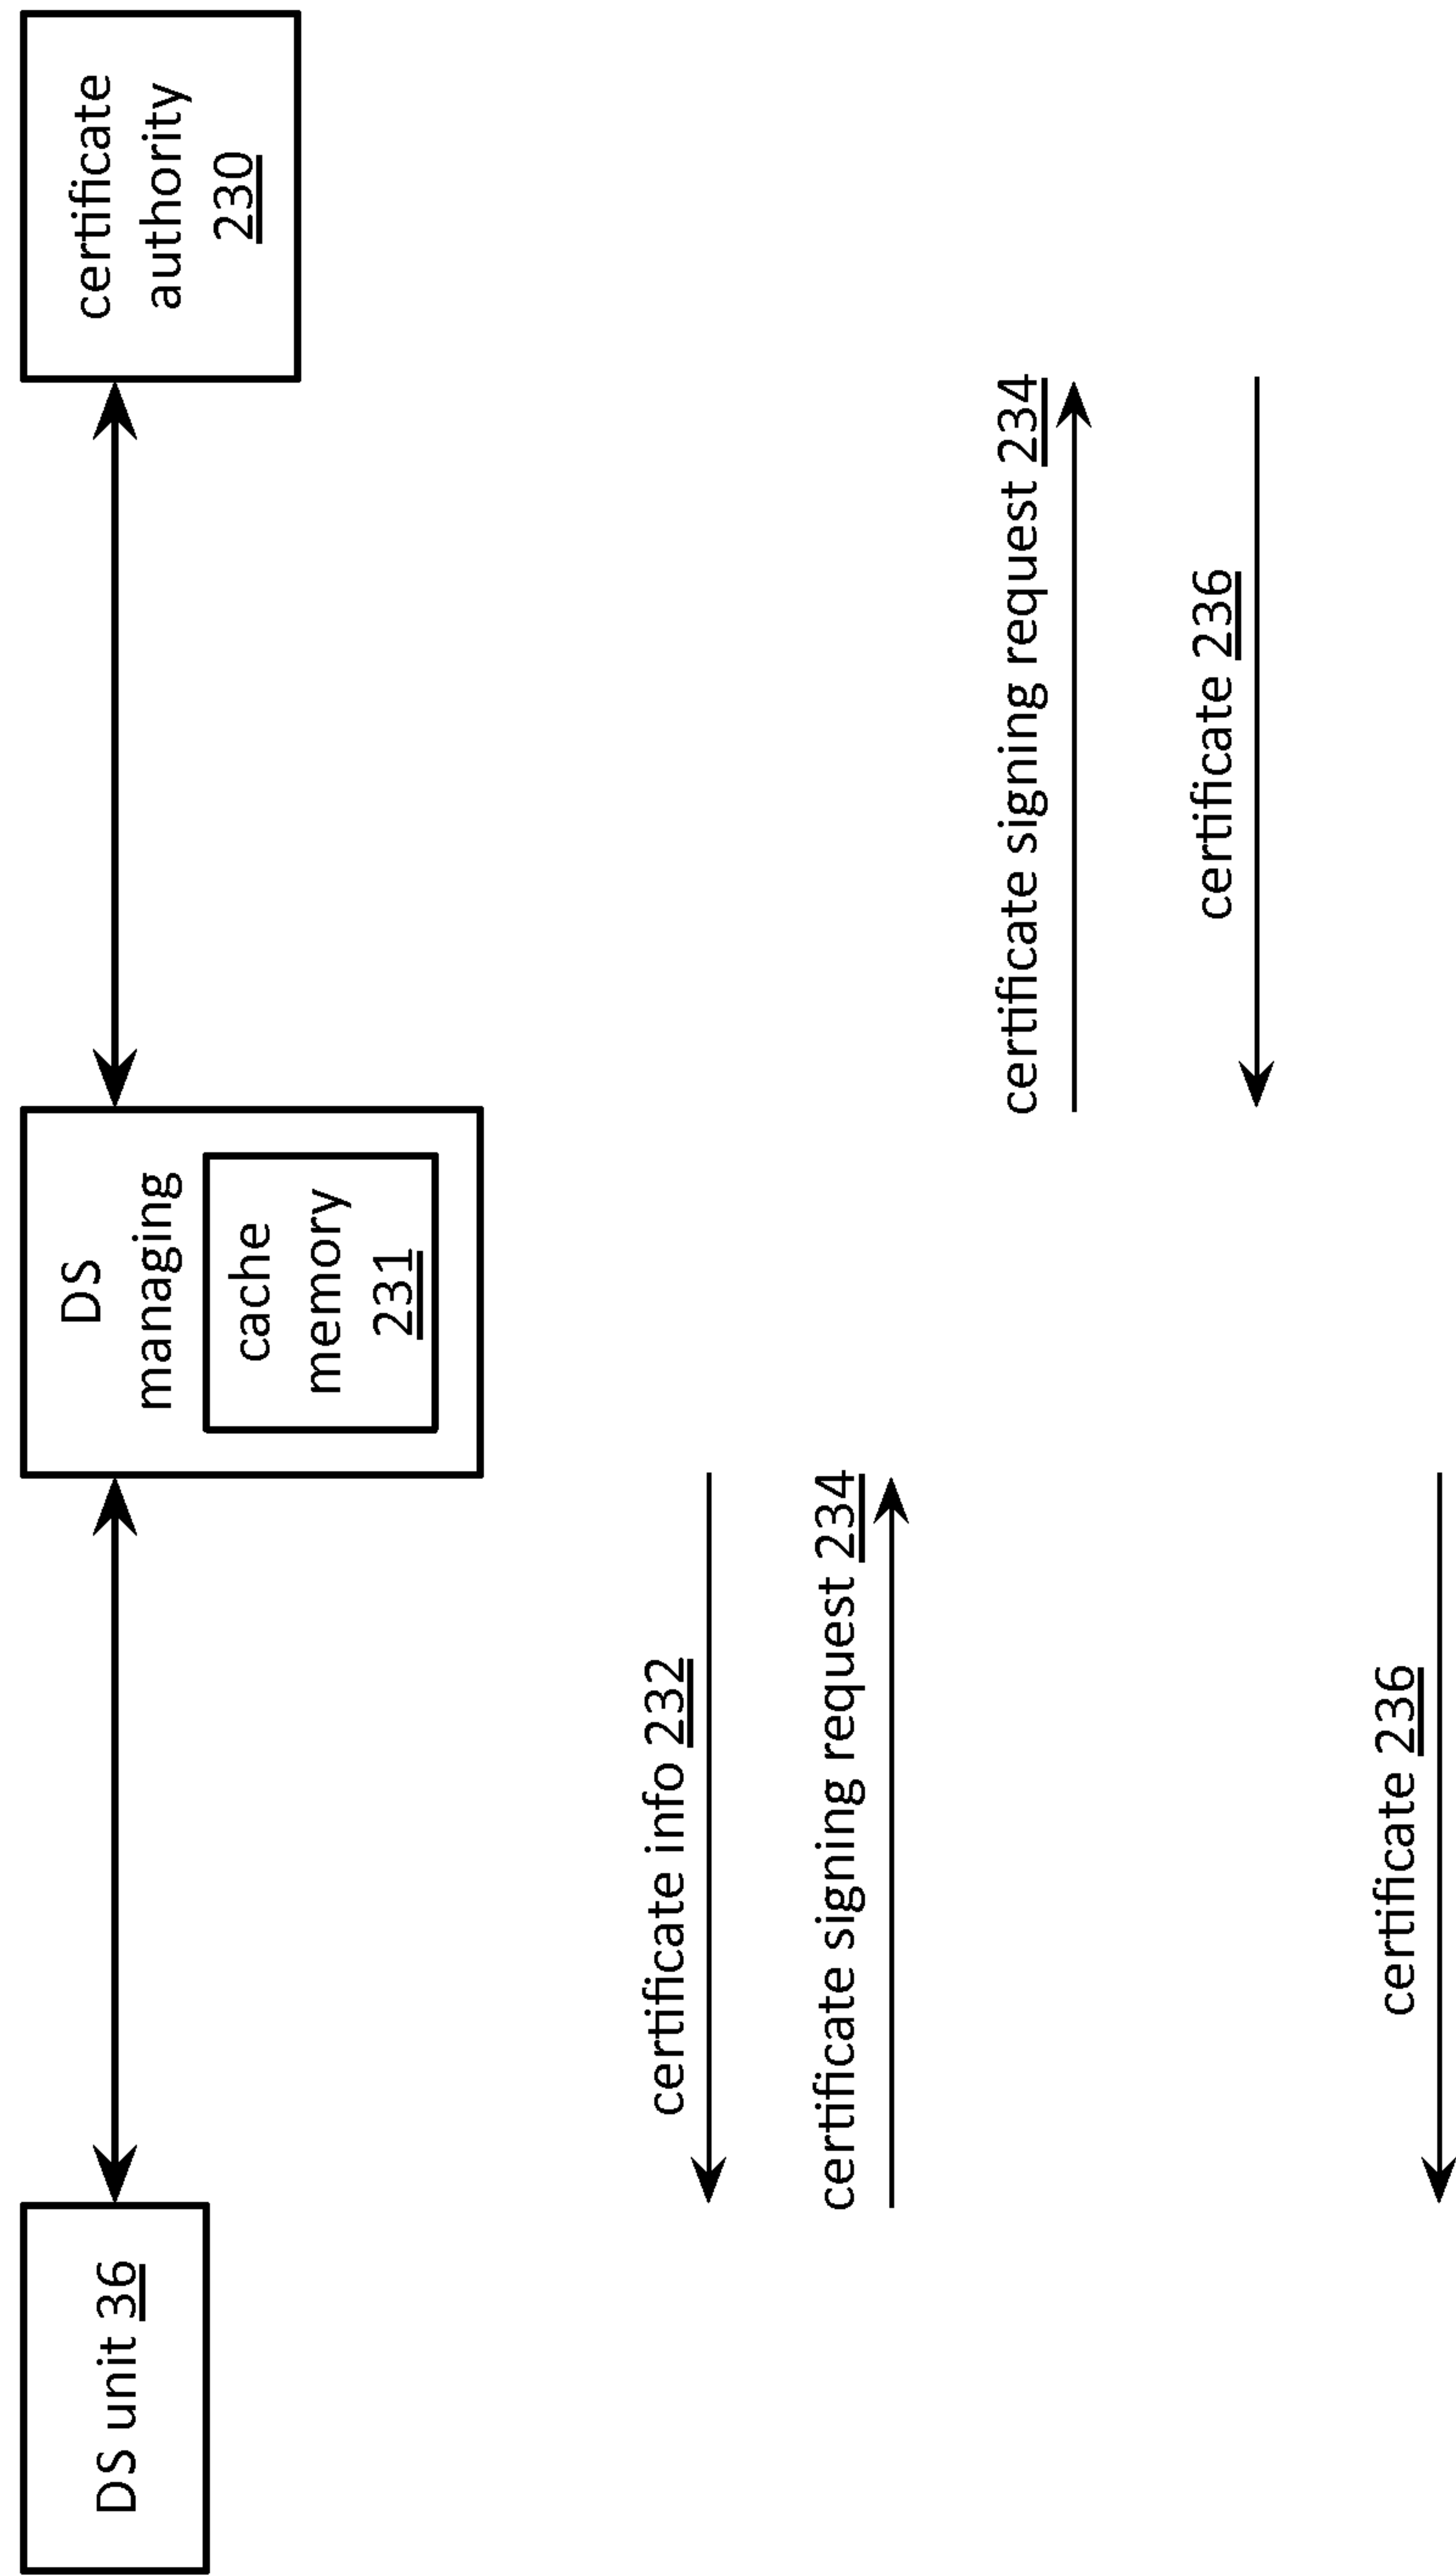 DS unit 36
DS
managing
cache
memory
231
certificate
authority
230
certificate info 232
certificate signing request 234
certificate signing request 234
certificate 236
certificate 236